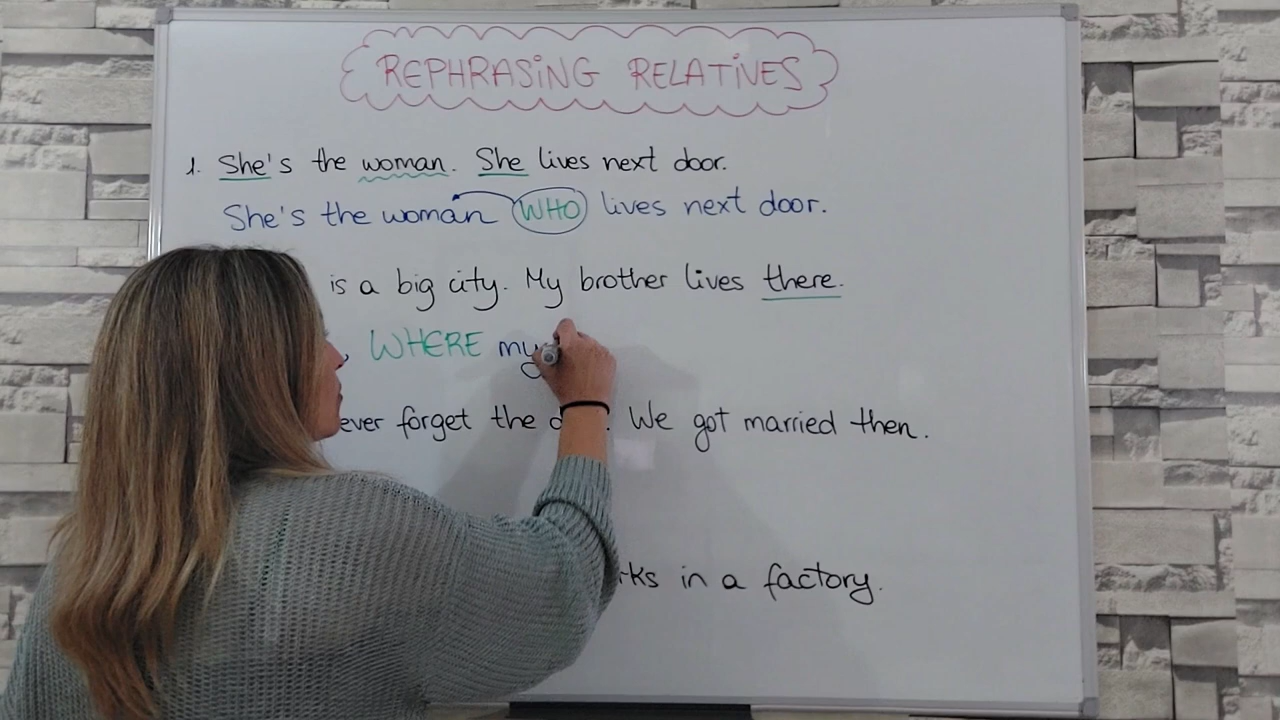 REPHRASING RELATIVES
1. She's the woman. She lives next door.
She's the woman WHO lives next door.
is a big city. My brother lives there.
, WHERE my
ever forget the We got married then.
in a factory.